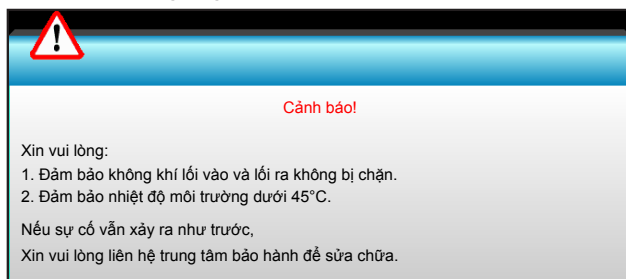 Cảnh báo!
Xin vui lòng:
1. Đảm bảo không khí lối vào và lối ra không bị chặn.
2. Đảm bảo nhiệt độ môi trường dưới 45°C.
Nếu sự cố vẫn xảy ra như trước,
Xin vui lòng liên hệ trung tâm bảo hành để sửa chữa.